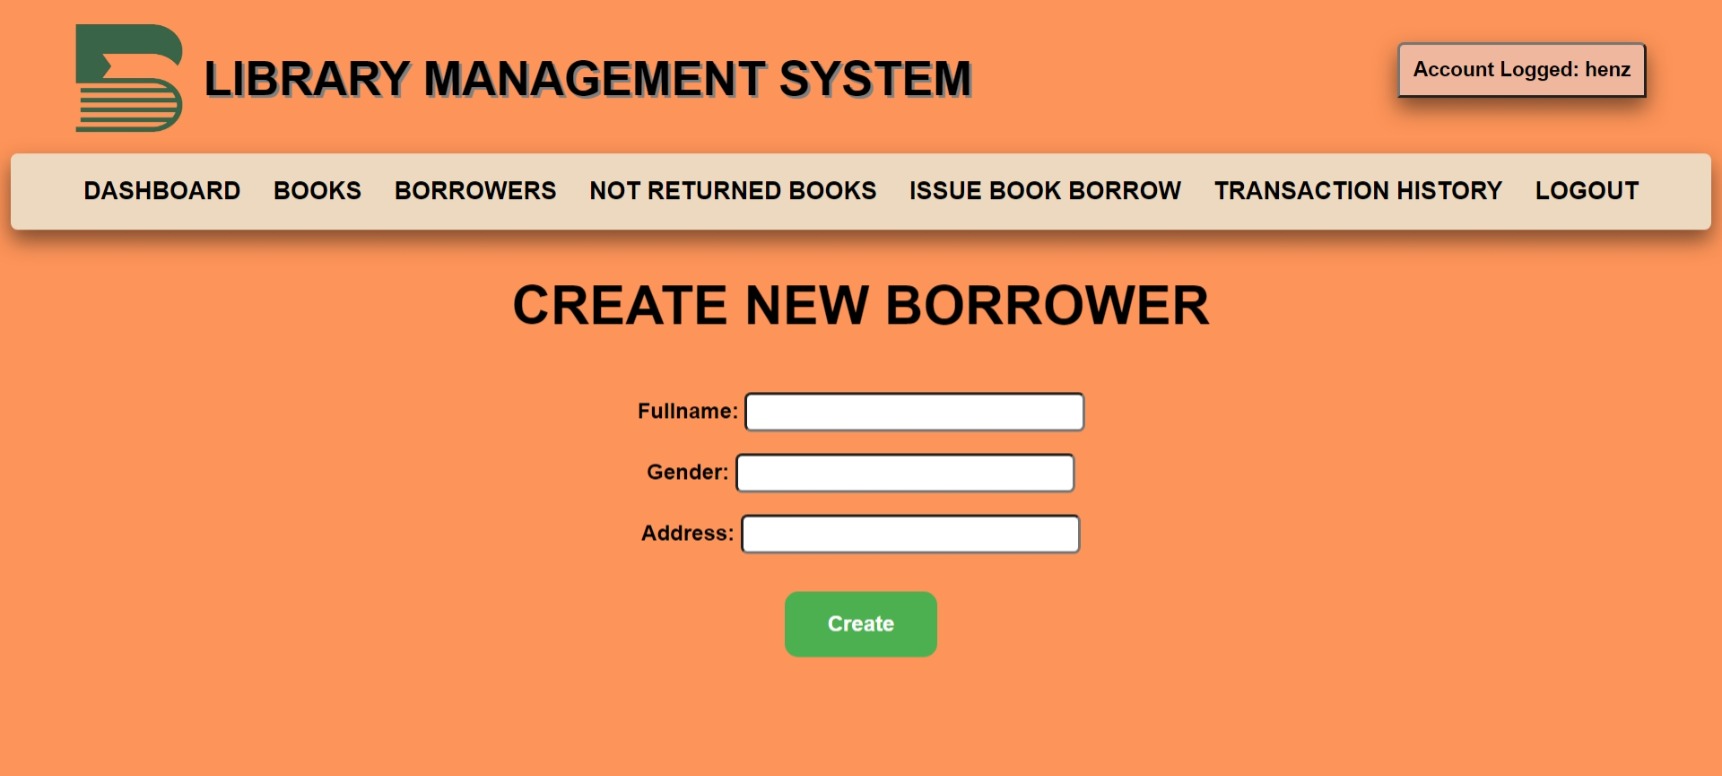 LIBRARY MANAGEMENT SYSTEM
Account Logged: henz
DASHBOARD BOOKS BORROWERS NOT RETURNED BOOKS ISSUE BOOK BORROW TRANSACTION HISTORY LOGOUT
CREATE NEW BORROWER
Fullname:
Gender:
Address:
Create